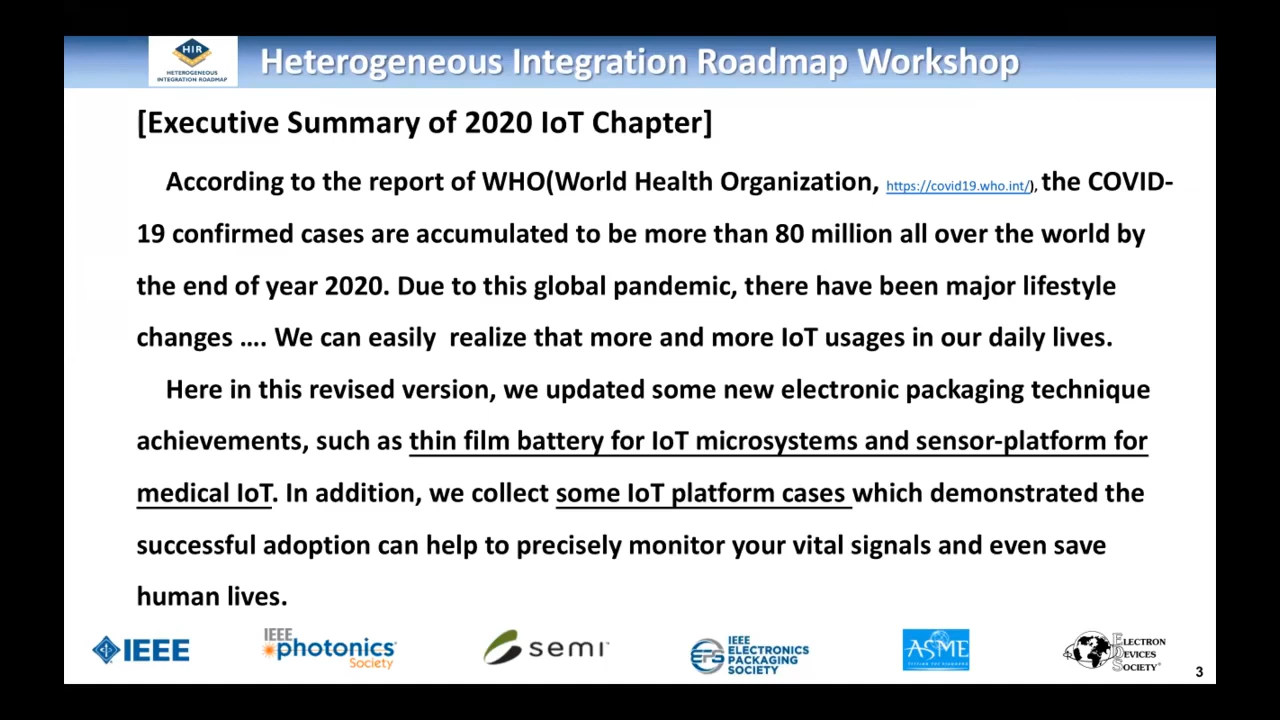 HIR
HETEROGENEOUS
INTEGRATION ROADMAP
Heterogeneous Integration Roadmap Workshop
[Executive Summary of 2020 IoT Chapter]
According to the report of WHO(World Health Organization, https://covid19.who.int/), the COVID-
19 confirmed cases are accumulated to be more than 80 million all over the world by
the end of year 2020. Due to this global pandemic, there have been major lifestyle
changes …. We can easily  realize that more and more IoT usages in our daily lives.
Here in this revised version, we updated some new electronic packaging technique
achievements, such as thin film battery for IoT microsystems and sensor-platform for
medical IoT. In addition, we collect some IoT platform cases which demonstrated the
successful adoption can help to precisely monitor your vital signals and even save
human lives.
IEEE
IEEE
photonics
Society
semi
EPS
IEEE
ELECTRONICS
PACKAGING
SOCIETY
ASME
ELECTRON
DEVICES
SOCIETY®
3